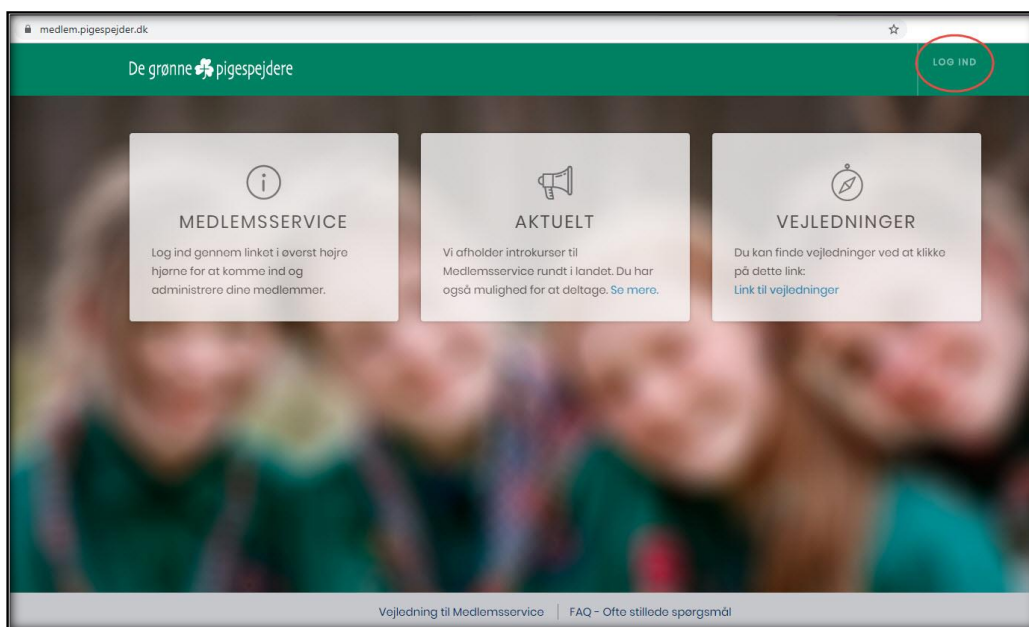 medlem.pigespejder.dk
De grønne pigespejdere
LOG IND
MEDLEMSSERVICE
Log ind gennem linket i øverst højre
hjørne for at komme ind og
administrere dine medlemmer.
AKTUELT
Vi afholder introkurser til
Medlemsservice rundt i landet. Du har
også mulighed for at deltage. Se mere.
VEJLEDNINGER
Du kan finde vejledninger ved at klikke
på dette link:
Link til vejledninger
Vejledning til Medlemsservice
FAQ - Ofte stillede spørgsmål